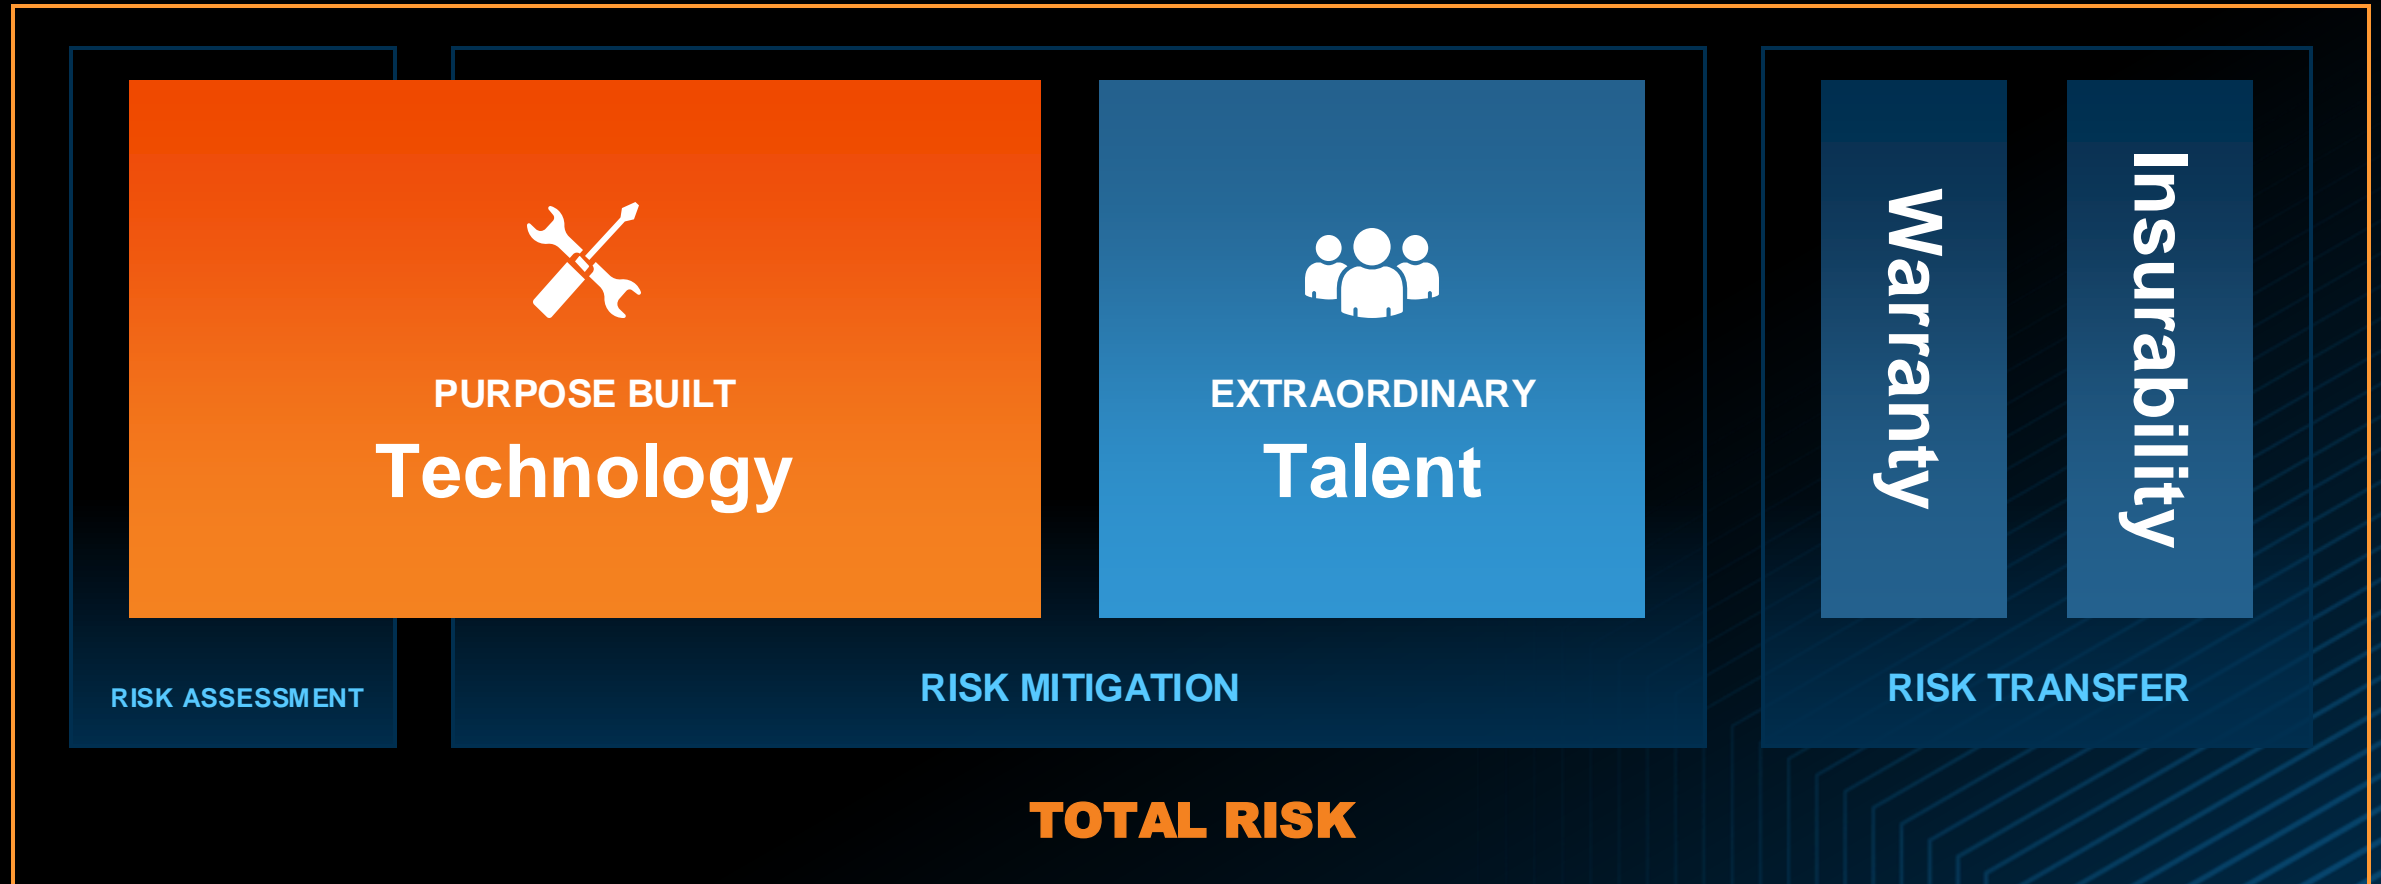 PURPOSE BUILT
Technology
EXTRAORDINARY
Talent
Warranty
Insurability
RISK ASSESSMENT
RISK MITIGATION
RISK TRANSFER
TOTAL RISK